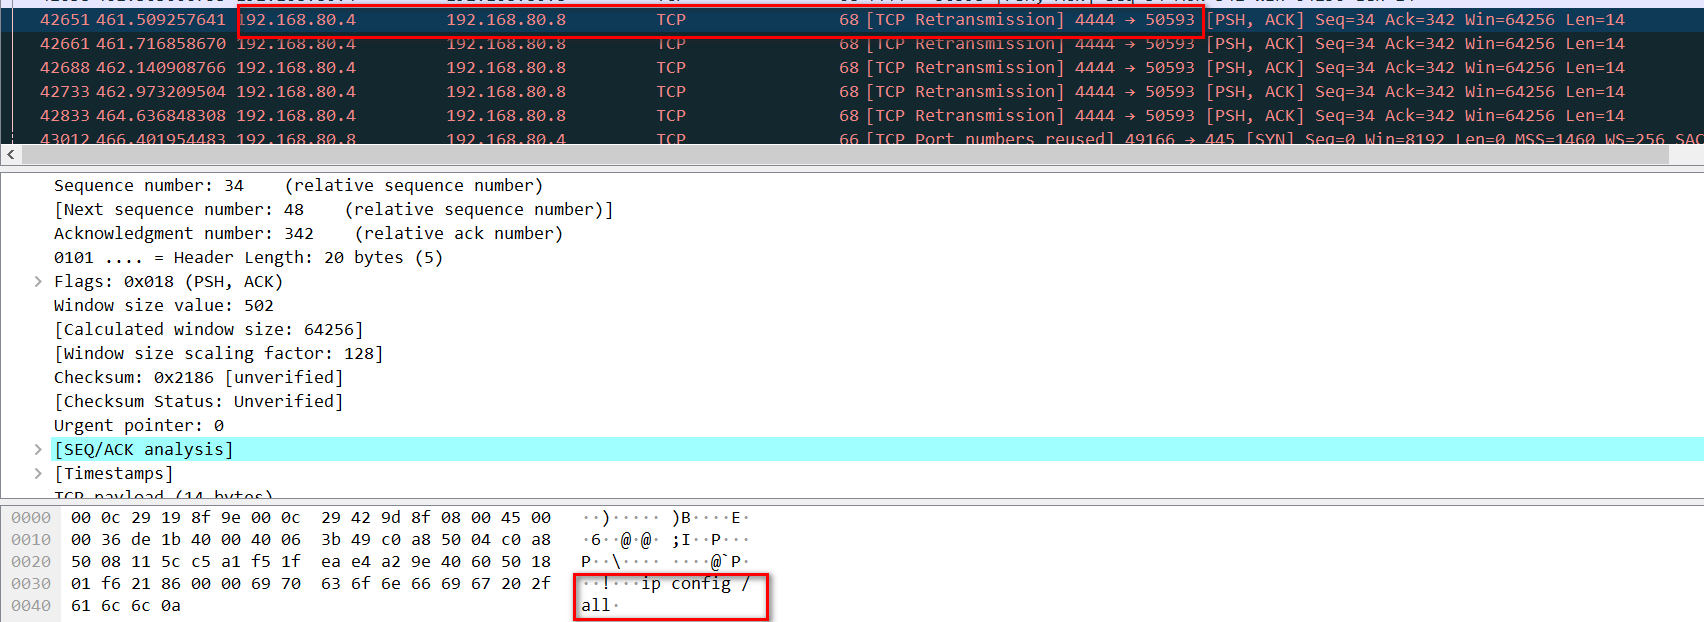 42651 461.509257641 192.168.80.4 192.168.80.8 TCP 68 [TCP Retransmission] 4444 → 50593 [PSH, ACK] Seq=34 Ack=342 Win=64256 Len=14
42661 461.716858670 192.168.80.4 192.168.80.8 TCP 68 [TCP Retransmission] 4444 → 50593 [PSH, ACK] Seq=34 Ack=342 Win=64256 Len=14
42688 462.140908766 192.168.80.4 192.168.80.8 TCP 68 [TCP Retransmission] 4444 → 50593 [PSH, ACK] Seq=34 Ack=342 Win=64256 Len=14
42733 462.973209504 192.168.80.4 192.168.80.8 TCP 68 [TCP Retransmission] 4444 → 50593 [PSH, ACK] Seq=34 Ack=342 Win=64256 Len=14
42833 464.636848308 192.168.80.4 192.168.80.8 TCP 68 [TCP Retransmission] 4444 → 50593 [PSH, ACK] Seq=34 Ack=342 Win=64256 Len=14
43012 466.401954483 192.168.80.8 192.168.80.4 TCP 66 [TCP Port numbers reused] 49166 → 445 [SYN] Seq=0 Win=8192 Len=0 MSS=1460 WS=256 SAC
Sequence number: 34 (relative sequence number)
[Next sequence number: 48 (relative sequence number)]
Acknowledgment number: 342 (relative ack number)
0101 .... = Header Length: 20 bytes (5)
Flags: 0x018 (PSH, ACK)
Window size value: 502
[Calculated window size: 64256]
[Window size scaling factor: 128]
Checksum: 0x2186 [unverified]
[Checksum Status: Unverified]
Urgent pointer: 0
[SEQ/ACK analysis]
[Timestamps]
TCP payload (14 bytes)
0000 00 0c 29 19 8f 9e 00 0c 29 42 9d 8f 08 00 45 00 ··)····· )B····E·
0010 00 36 de 1b 40 00 40 06 3b 49 c0 a8 50 04 c0 a8 ·6··@·@· ;I··P···
0020 50 08 11 5c c5 a1 f5 1f ea e4 a2 9e 40 60 50 18 P··\···· ····@`P·
0030 01 f6 21 86 00 00 69 70 63 6f 6e 66 69 67 20 2f ··!···ip config /
0040 61 6c 6c 0a all·